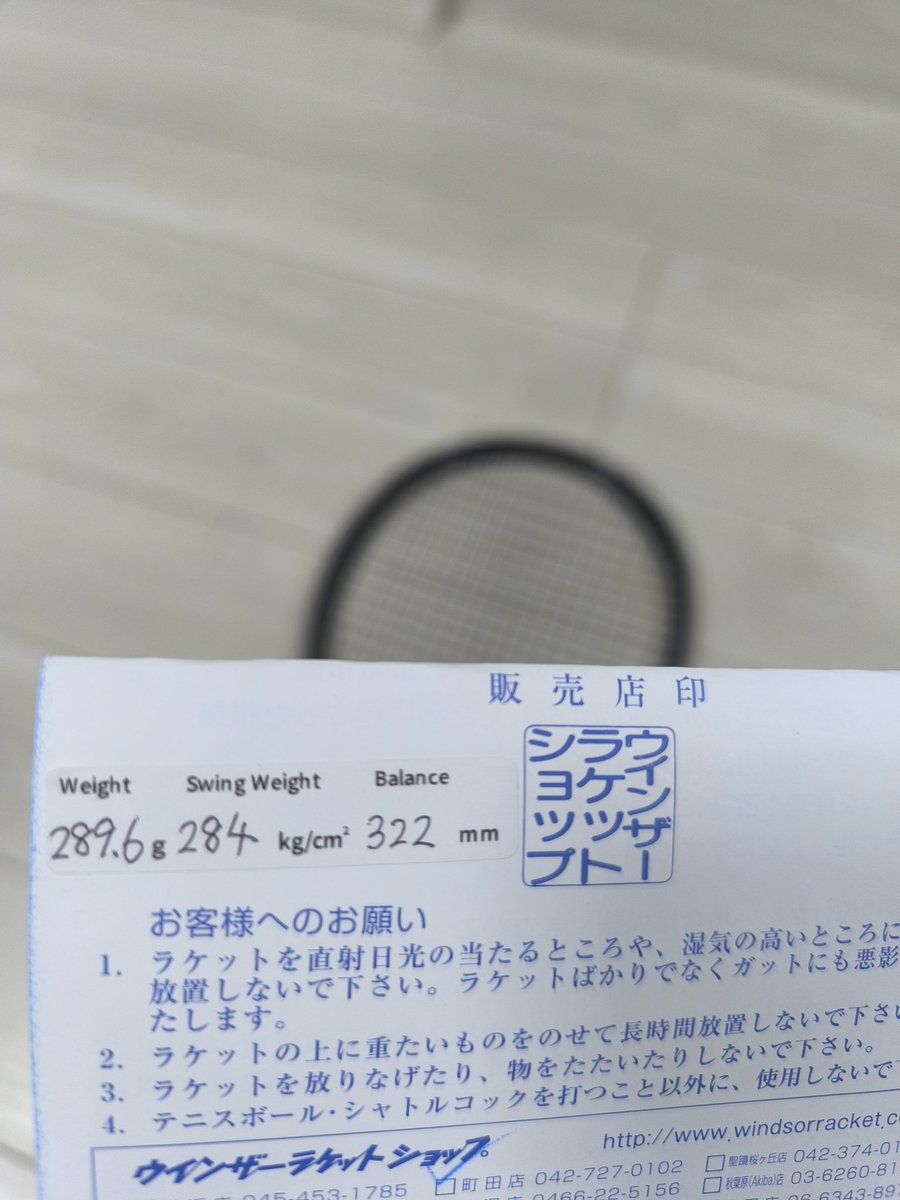 販売店印
Weight Swing Weight Balance
289.6 g 284 kg/cm² 322 mm
ウインザー
ラケット
ショップ
お客様へのお願い
1. ラケットを直射日光の当たるところや、湿気の高いところに
放置しないで下さい。ラケットばかりでなくガットにも悪影
たします。
2. ラケットの上に重たいものをのせて長時間放置しないで下さい
3. ラケットを放りなげたり、物をたたいたりしないで下さい。
4. テニスボール・シャトルコックを打つこと以外に、使用しないで
ウインザーラケットショップ
http://www.windsorracket.c
045-453-1785 町田店 042-727-0102 聖蹟桜ヶ丘店 042-374-01
0466-22-5156 秋葉原(Akiba)店 03-6260-81